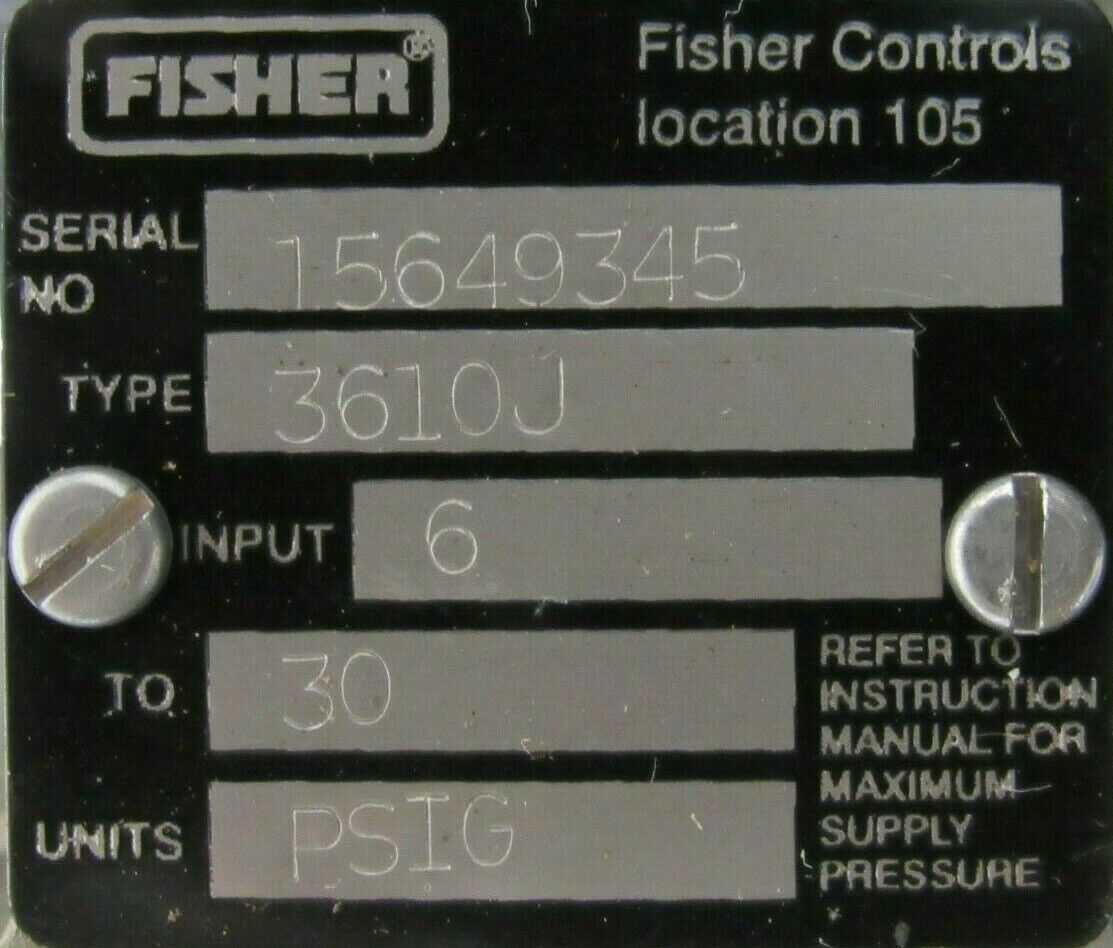 FISHER®
Fisher Controls
location 105
SERIAL NO 15649345
TYPE 3610J
INPUT 6
TO 30
UNITS PSIG
REFER TO
INSTRUCTION
MANUAL FOR
MAXIMUM
SUPPLY
PRESSURE